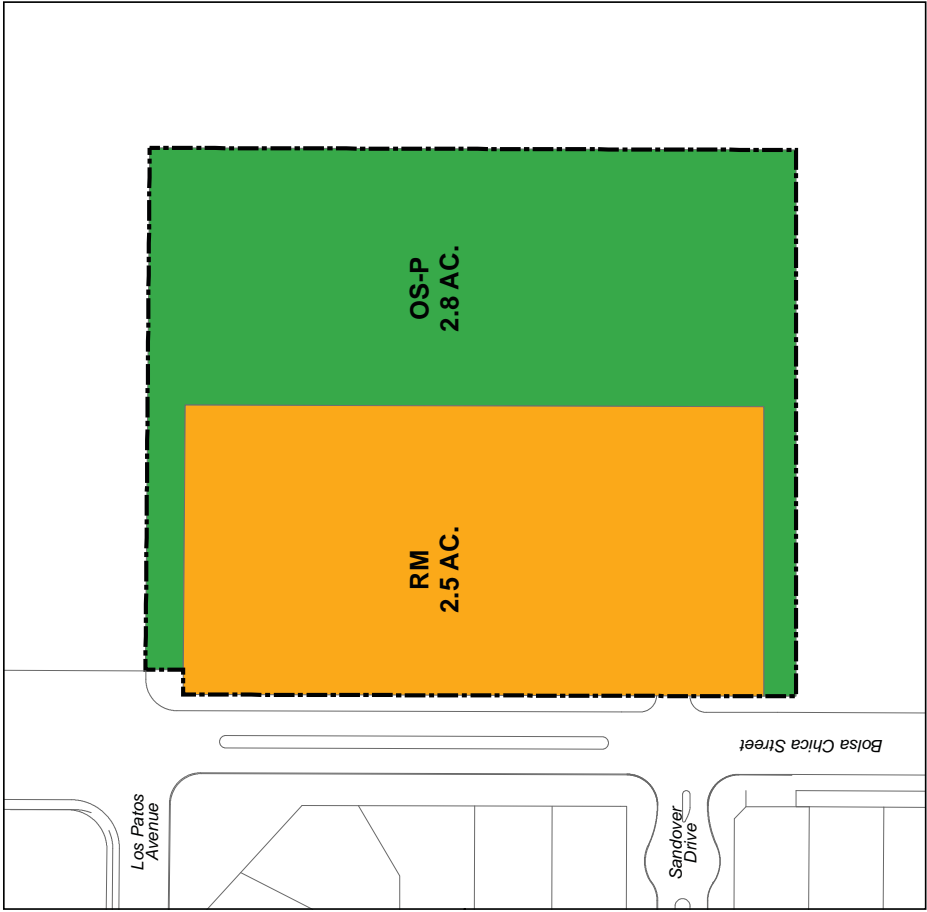 OS-P
2.8 AC.
RM
2.5 AC.
Bolsa Chica Street
Los Patos
Avenue
Sandover
Drive